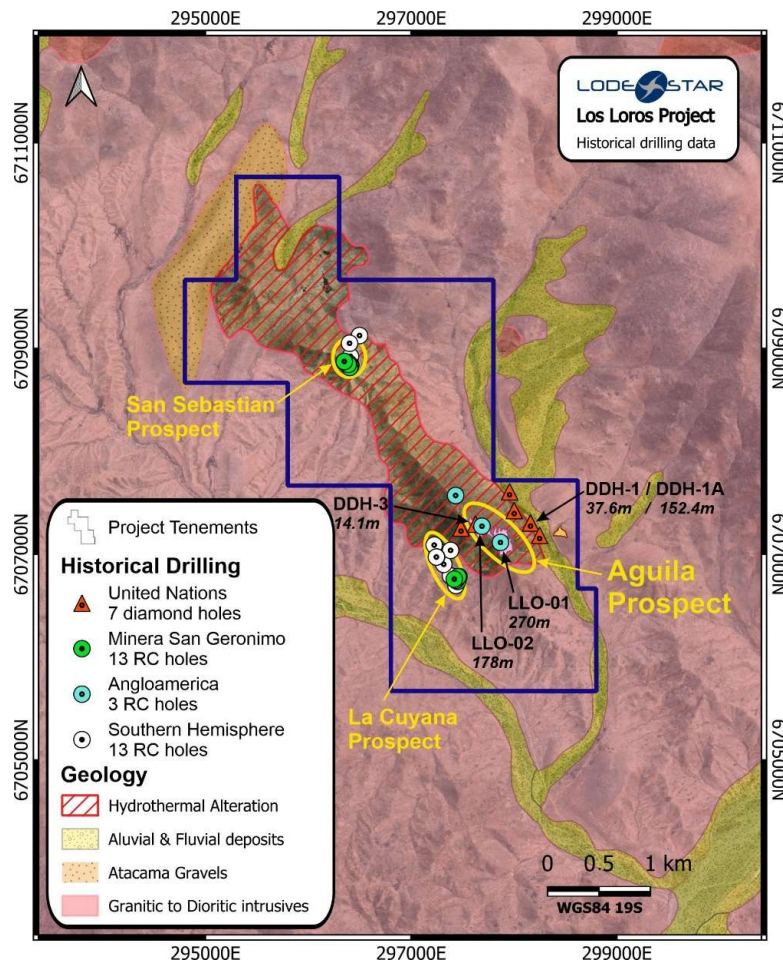 295000E
297000E
299000E
LODESTAR
Los Loros Project
Historical drilling data
6711000N
6711000N
6709000N
6709000N
San Sebastian
Prospect
DDH-3
14.1m
DDH-1 / DDH-1A
37.6m / 152.4m
6707000N
6707000N
Aguila
Prospect
LLO-01
270m
LLO-02
178m
La Cuyana
Prospect
6705000N
6705000N
Project Tenements
Historical Drilling
United Nations
7 diamond holes
Minera San Geronimo
13 RC holes
Angloamerica
3 RC holes
Southern Hemisphere
13 RC holes
Geology
Hydrothermal Alteration
Aluvial & Fluvial deposits
Atacama Gravels
Granitic to Dioritic intrusives
0 0.5 1 km
WGS84 19S
295000E
297000E
299000E